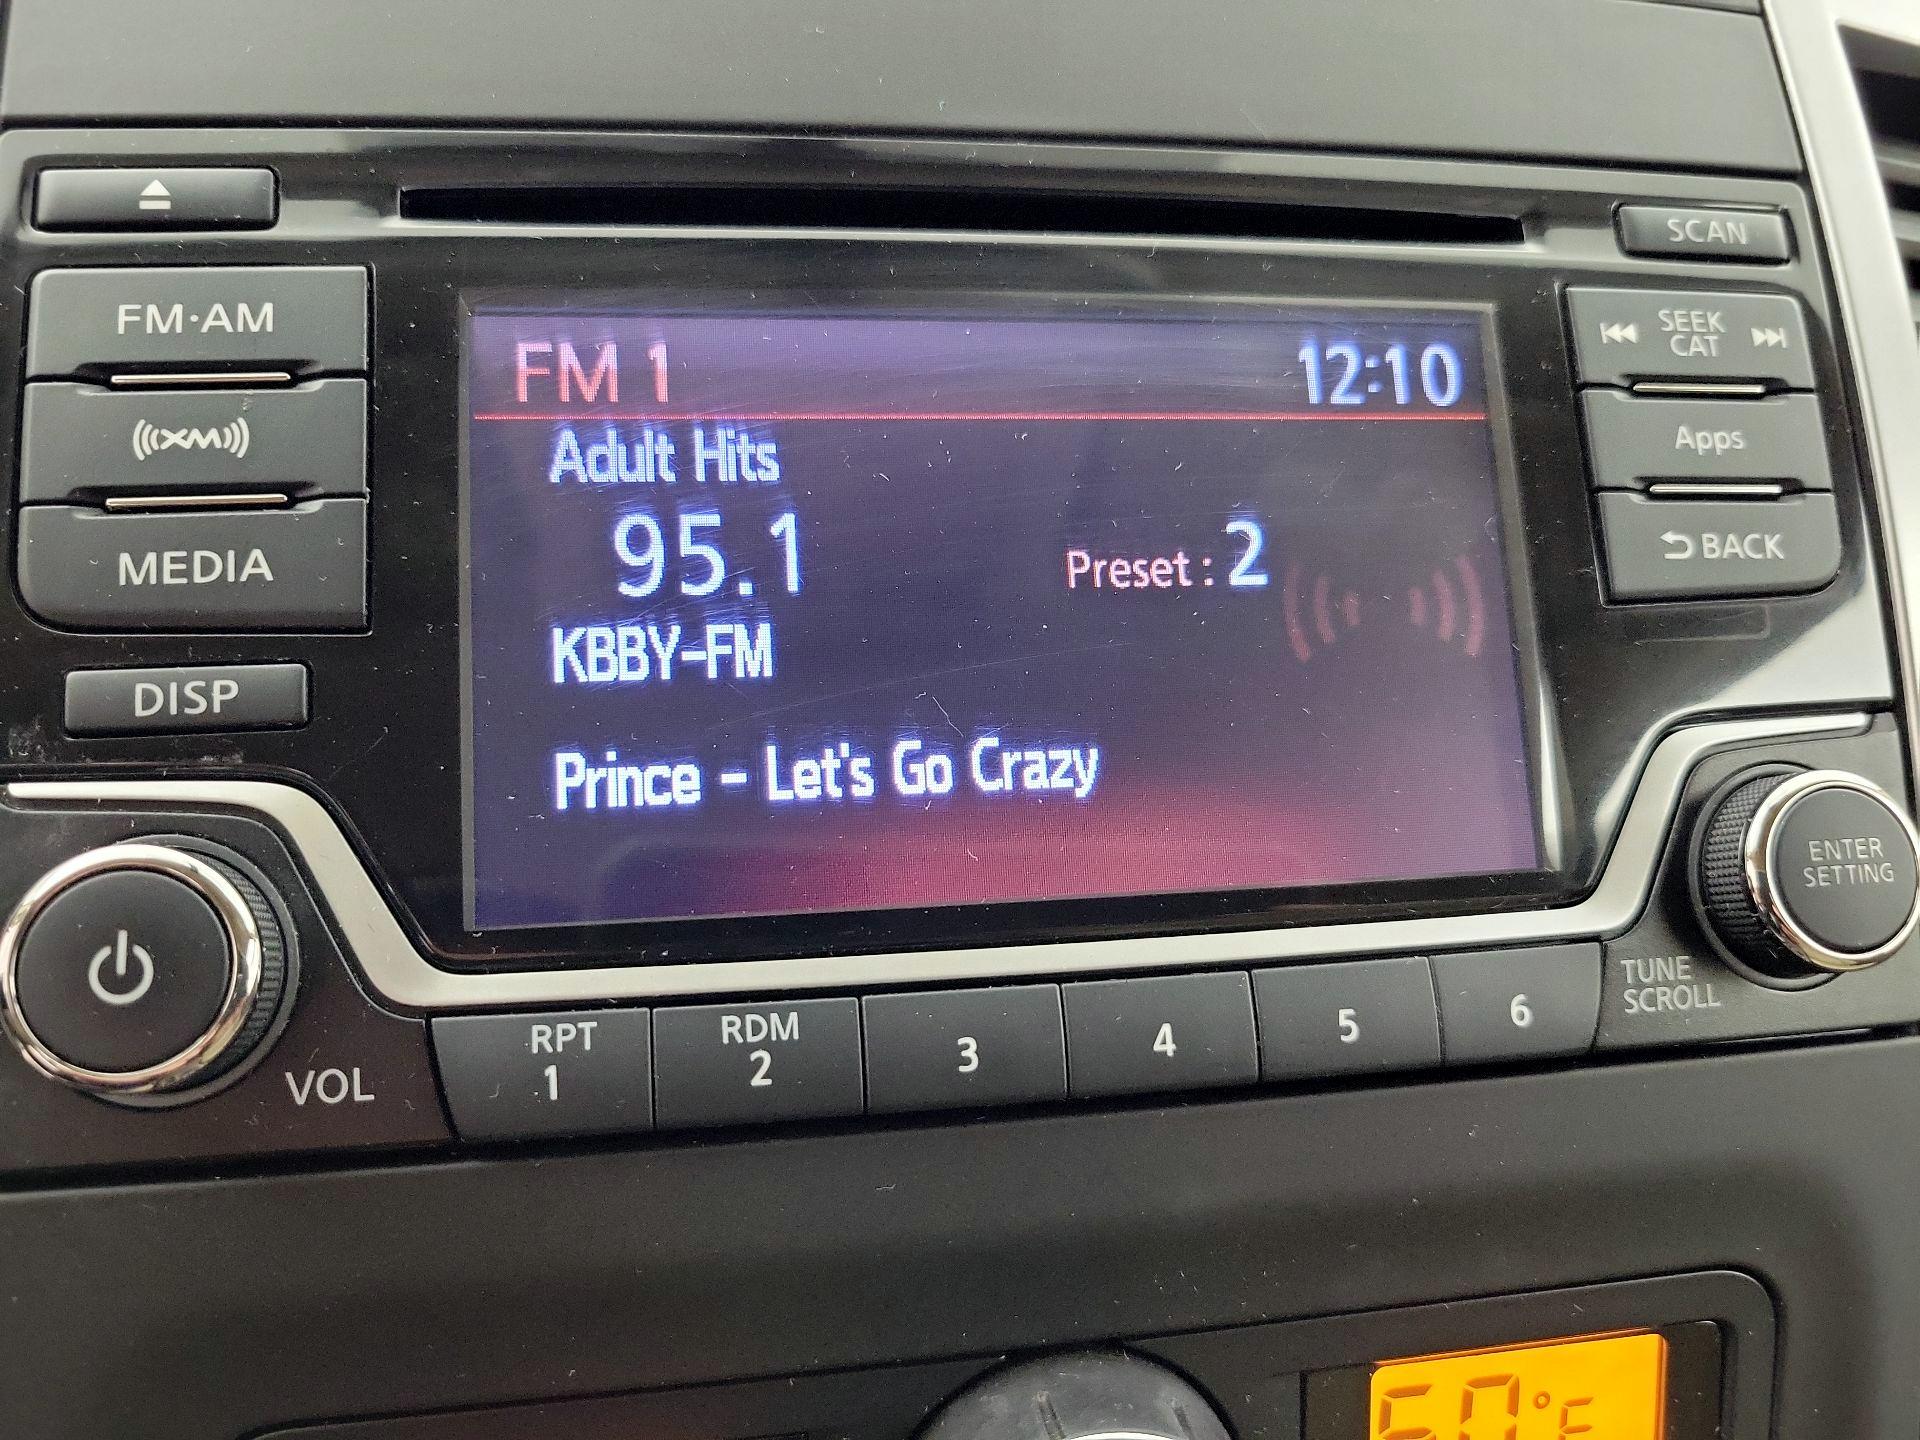 SCAN
FM·AM
SEEK
CAT
FM 1
12:10
XM
Apps
Adult Hits
95.1
Preset : 2
BACK
MEDIA
KBBY-FM
DISP
Prince - Let's Go Crazy
ENTER
SETTING
TUNE
SCROLL
VOL
RPT
1
RDM
2
3
4
5
6